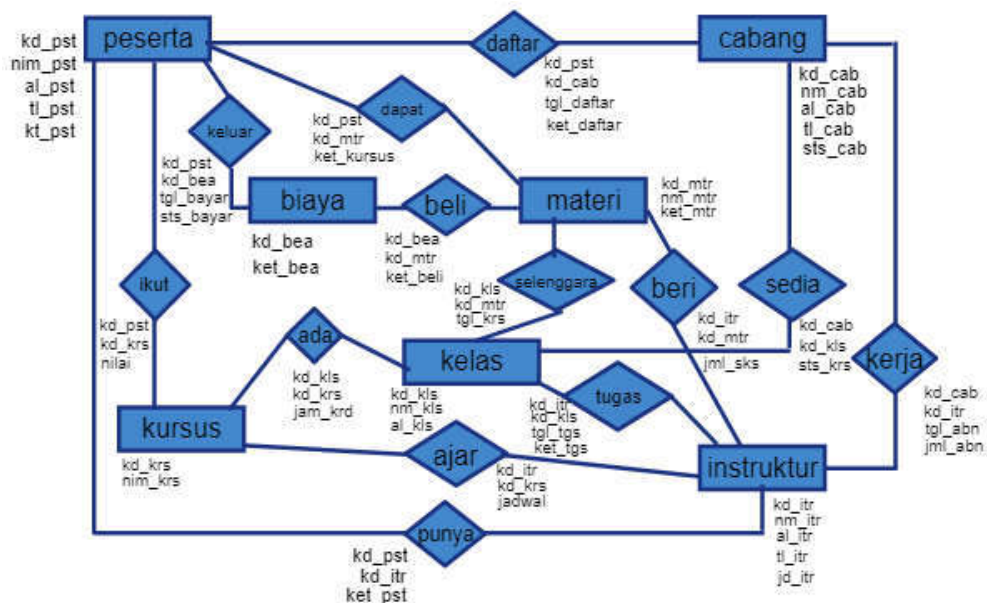 peserta
kd_pst
nim_pst
al_pst
tl_pst
kt_pst
daftar
kd_pst
kd_cab
tgl_daftar
ket_daftar
cabang
kd_cab
nm_cab
al_cab
tl_cab
sts_cab
keluar
kd_pst
kd_bea
tgl_bayar
sts_bayar
dapat
kd_pst
kd_mtr
ket_kursus
biaya
kd_bea
ket_bea
beli
kd_bea
kd_mtr
ket_beli
materi
kd_mtr
nm_mtr
ket_mtr
ikut
kd_pst
kd_krs
nilai
selenggara
kd_kls
kd_mtr
tgl_krs
beri
kd_itr
kd_mtr
jml_sks
sedia
kd_cab
kd_kls
sts_krs
ada
kd_kls
kd_krs
jam_krd
kelas
kd_kls
nm_kls
al_kls
tugas
kd_itr
kd_kls
tgl_tgs
ket_tgs
kerja
kd_cab
kd_itr
tgl_abn
jml_abn
kursus
kd_krs
nim_krs
ajar
kd_itr
kd_krs
jadwal
instruktur
kd_itr
nm_itr
al_itr
tl_itr
jd_itr
punya
kd_pst
kd_itr
ket_pst